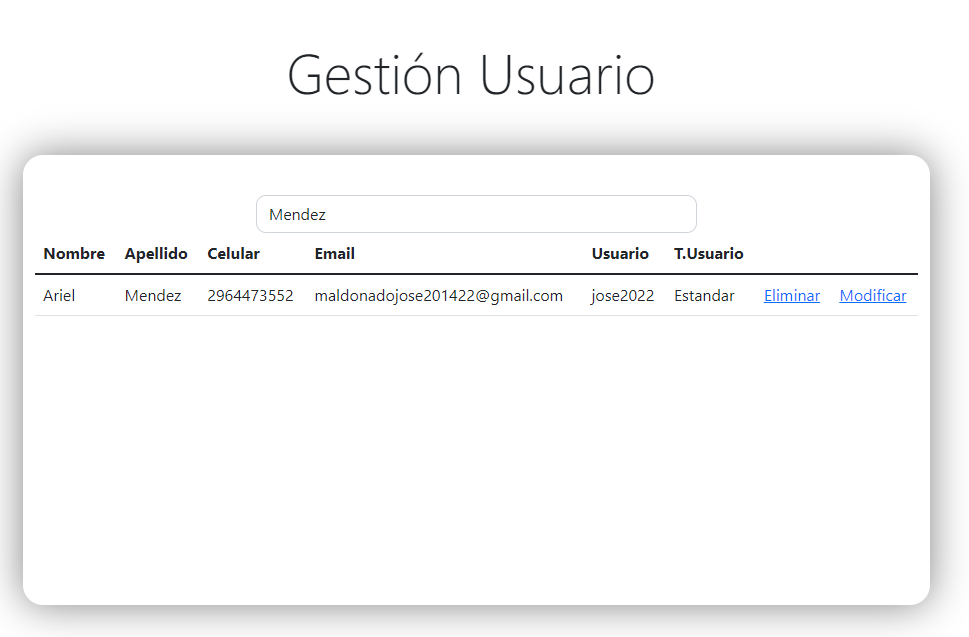 Gestión Usuario
Mendez
Nombre Apellido Celular Email Usuario T.Usuario
Ariel Mendez 2964473552 maldonadojose201422@gmail.com jose2022 Estandar Eliminar Modificar